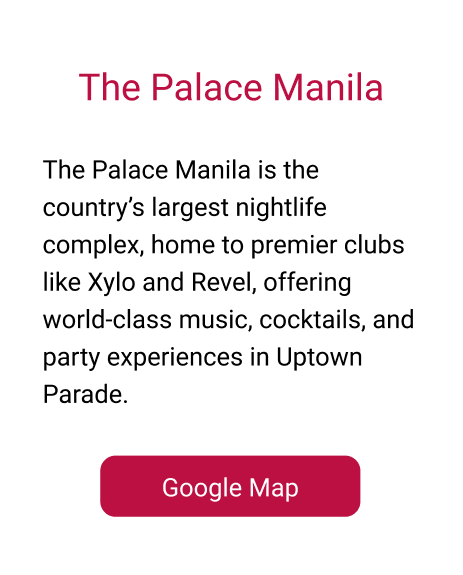 The Palace Manila
The Palace Manila is the
country’s largest nightlife
complex, home to premier clubs
like Xylo and Revel, offering
world-class music, cocktails, and
party experiences in Uptown
Parade.
Google Map